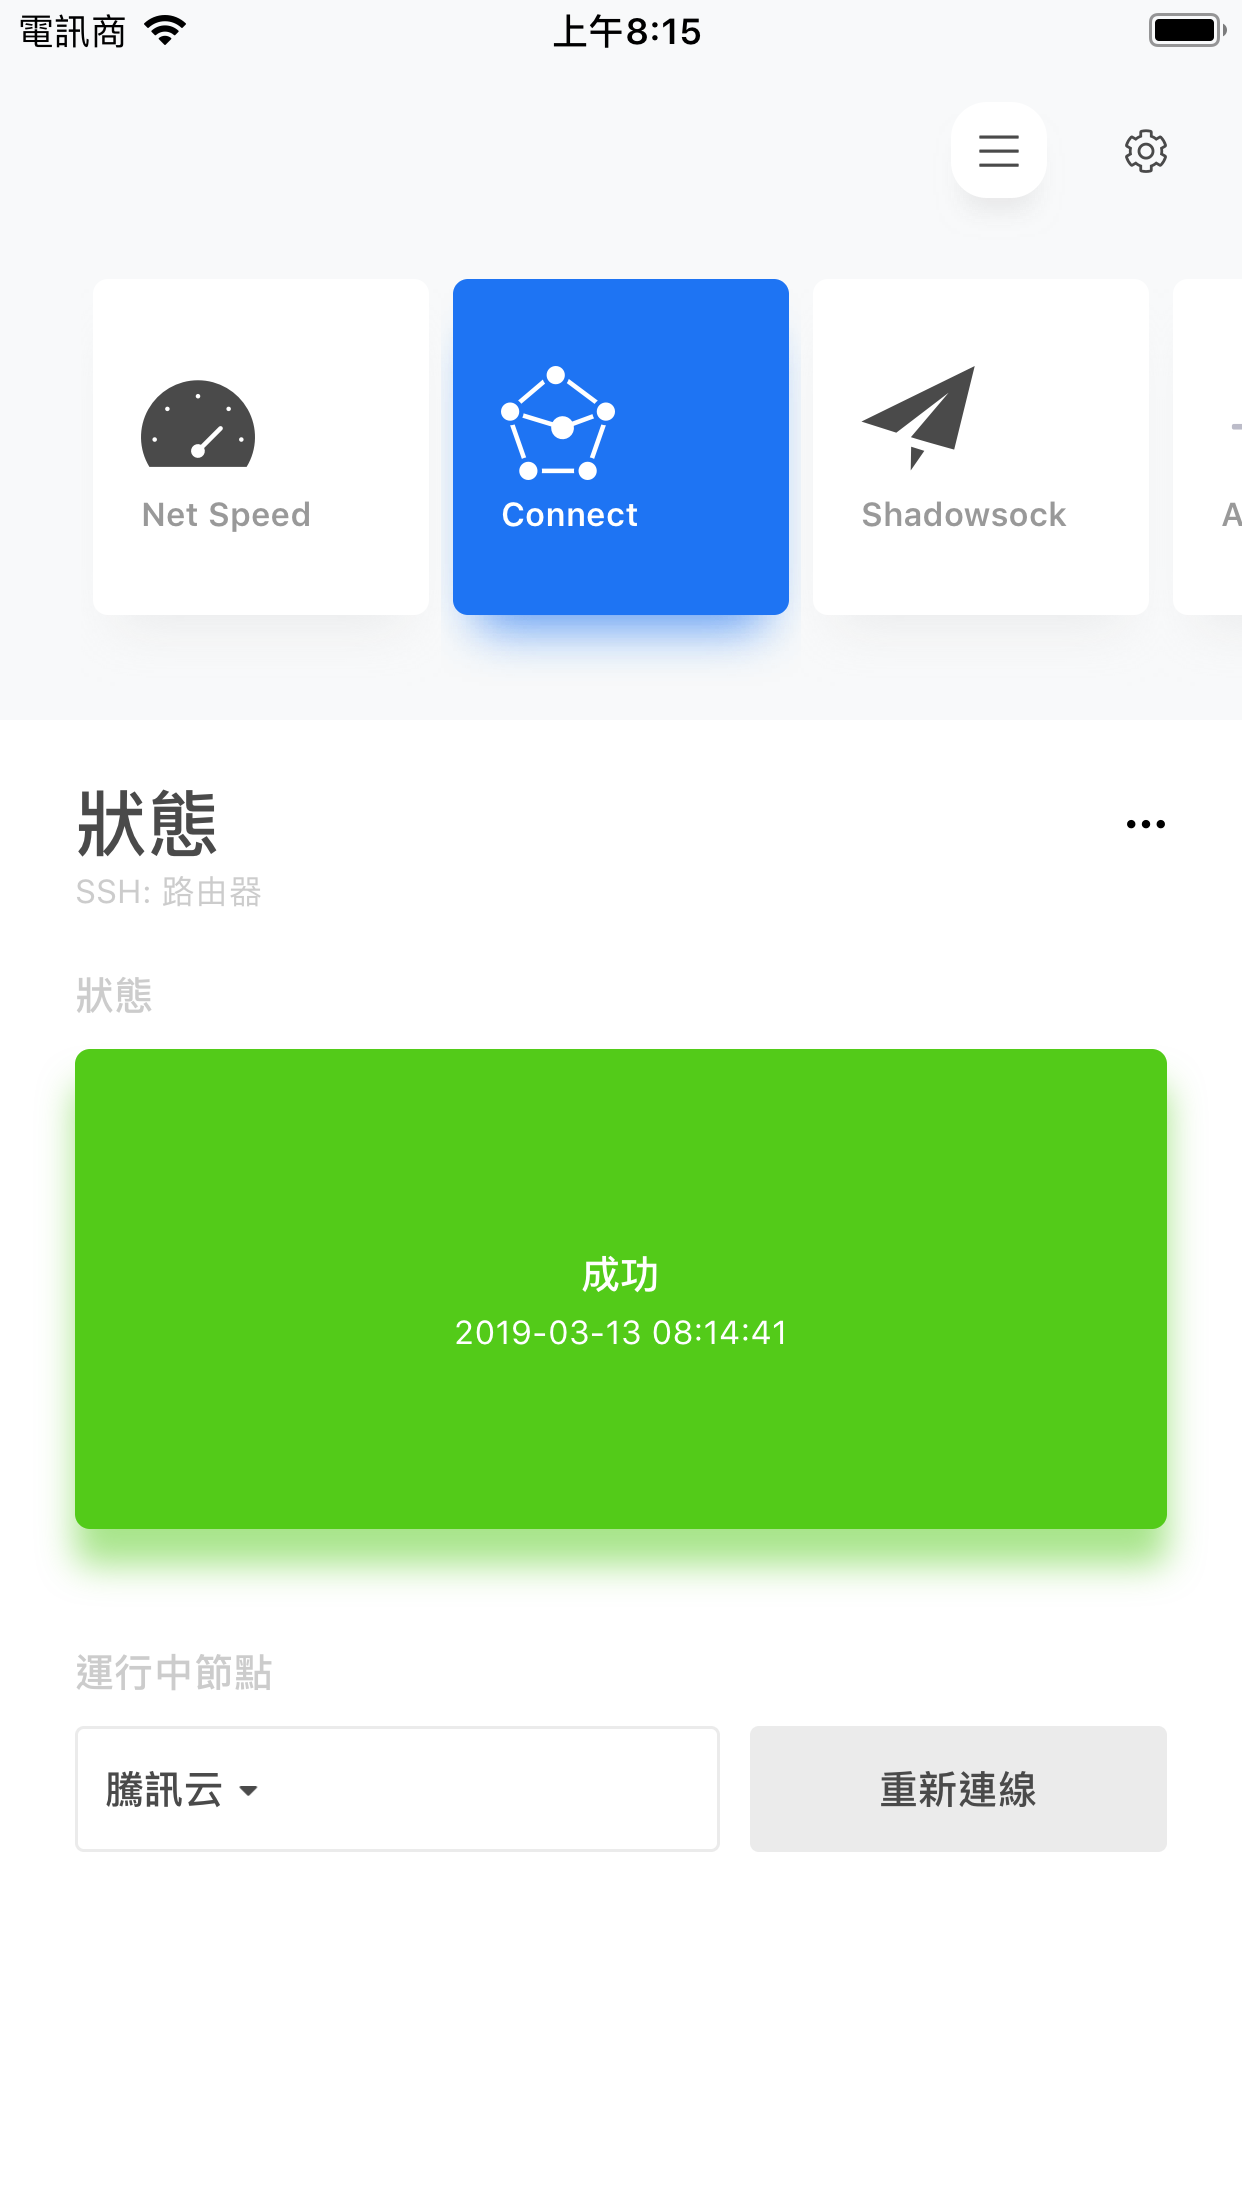 電訊商
上午8:15
Net Speed
Connect
Shadowsock
A
狀態
SSH: 路由器
狀態
成功
2019-03-13 08:14:41
運行中節點
騰訊云
重新連線